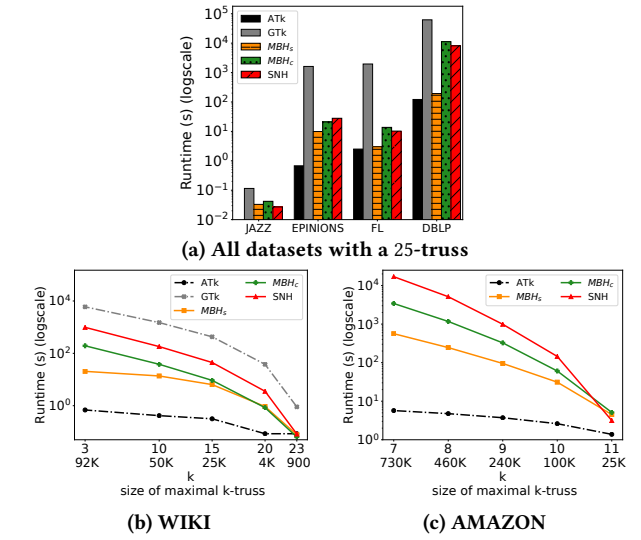 10^5
10^4
10^3
10^2
10^1
10^0
10^−1
10^−2
Runtime (s) (logscale)
ATk
GTk
MBH_s
MBH_c
SNH
JAZZ EPINIONS FL DBLP
(a) All datasets with a 25-truss
10^4
10^2
10^0
Runtime (s) (logscale)
ATk MBH_c
GTk SNH
MBH_s
3 10 15 20 23
92K 50K 25K 4K 900
k
size of maximal k-truss
(b) WIKI
10^4
10^3
10^2
10^1
10^0
Runtime (s) (logscale)
ATk MBH_c
MBH_s SNH
7 8 9 10 11
730K 460K 240K 100K 25K
k
size of maximal k-truss
(c) AMAZON